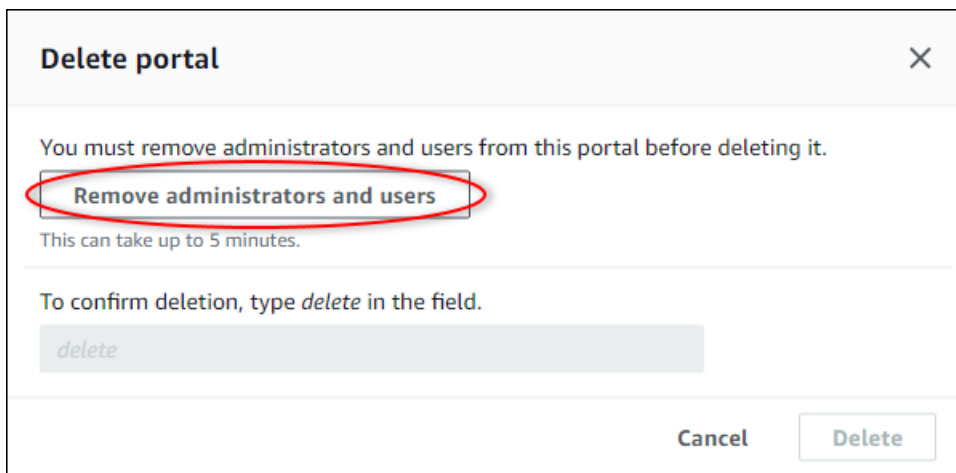 Delete portal
You must remove administrators and users from this portal before deleting it.
Remove administrators and users
This can take up to 5 minutes.
To confirm deletion, type delete in the field.
delete
Cancel
Delete